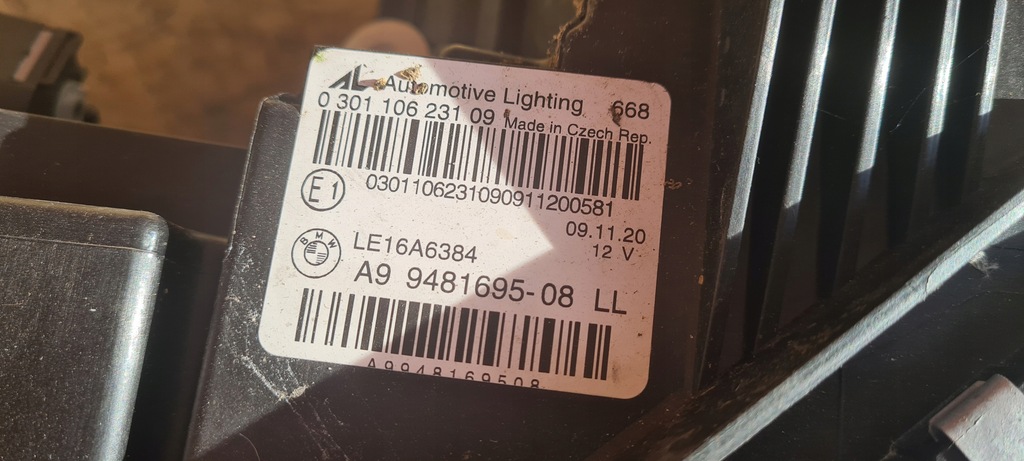 AL Automotive Lighting 668
0 301 106 231 09 Made in Czech Rep.
0301106231090911200581
E1
09.11.20
12 V
BMW
LE16A6384
A9 9481695-08 LL
A9948169508